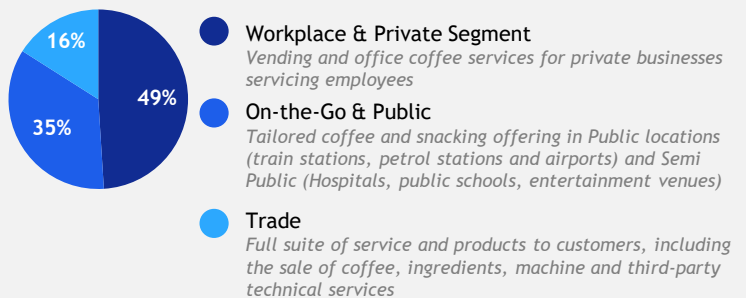 16%
49%
35%
Workplace & Private Segment
Vending and office coffee services for private businesses
servicing employees
On-the-Go & Public
Tailored coffee and snacking offering in Public locations
(train stations, petrol stations and airports) and Semi
Public (Hospitals, public schools, entertainment venues)
Trade
Full suite of service and products to customers, including
the sale of coffee, ingredients, machine and third-party
technical services